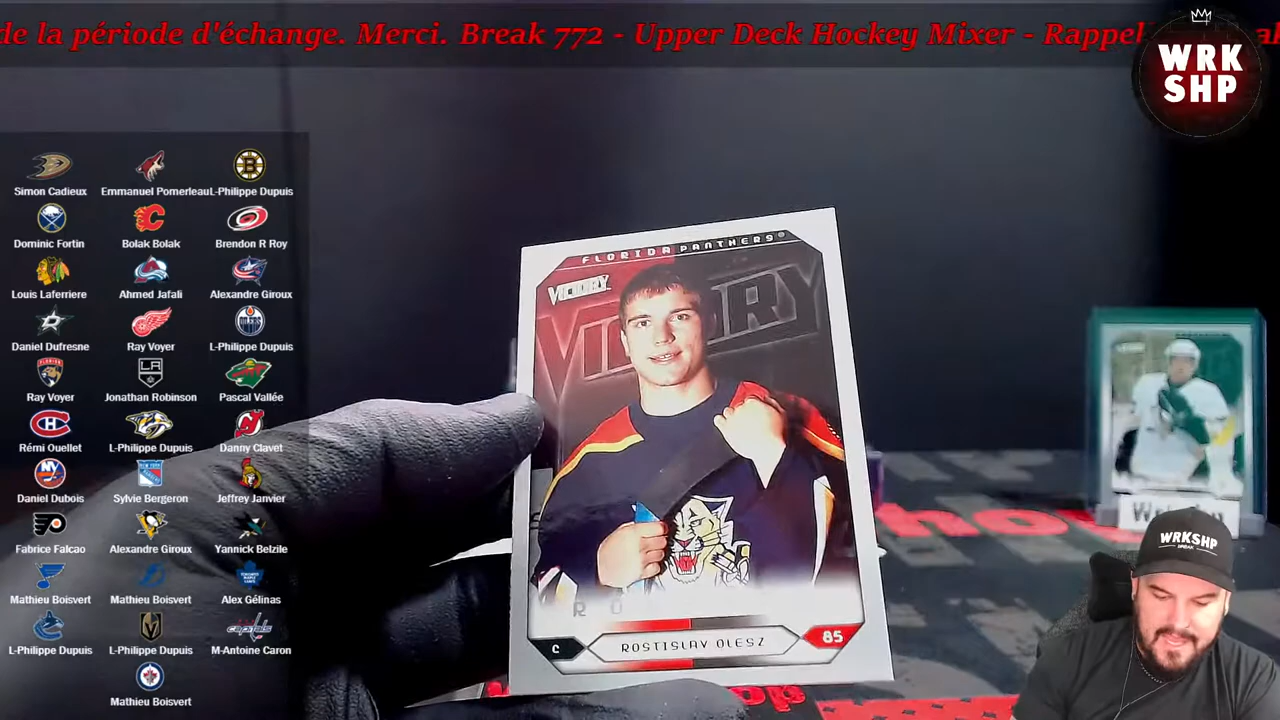 de la période d'échange. Merci. Break 772 - Upper Deck Hockey Mixer - Rappel
WRK
SHP
Simon Cadieux Emmanuel Pomerleau L-Philippe Dupuis
Dominic Fortin Bolak Bolak Brendon R Roy
Louis Laferriere Ahmed Jafali Alexandre Giroux
Daniel Dufresne Ray Voyer L-Philippe Dupuis
Ray Voyer Jonathan Robinson Pascal Vallée
Rémi Ouellet L-Philippe Dupuis Danny Clavet
Daniel Dubois Sylvie Bergeron Jeffrey Janvier
Fabrice Falcao Alexandre Giroux Yannick Belzile
Mathieu Boisvert Mathieu Boisvert Alex Gélinas
L-Philippe Dupuis L-Philippe Dupuis M-Antoine Caron
Mathieu Boisvert
FLORIDA PANTHERS
VICTORY
VICTORY
R O
C ROSTISLAV OLESZ 85
WRKSHP